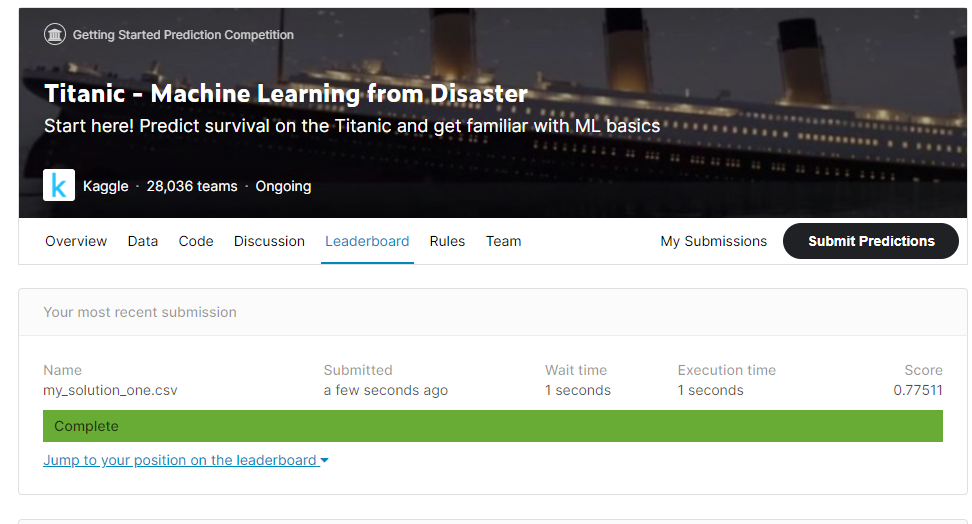 Getting Started Prediction Competition
Titanic - Machine Learning from Disaster
Start here! Predict survival on the Titanic and get familiar with ML basics
k Kaggle · 28,036 teams · Ongoing
Overview Data Code Discussion Leaderboard Rules Team My Submissions Submit Predictions
Your most recent submission
Name Submitted Wait time Execution time Score
my_solution_one.csv a few seconds ago 1 seconds 1 seconds 0.77511
Complete
Jump to your position on the leaderboard